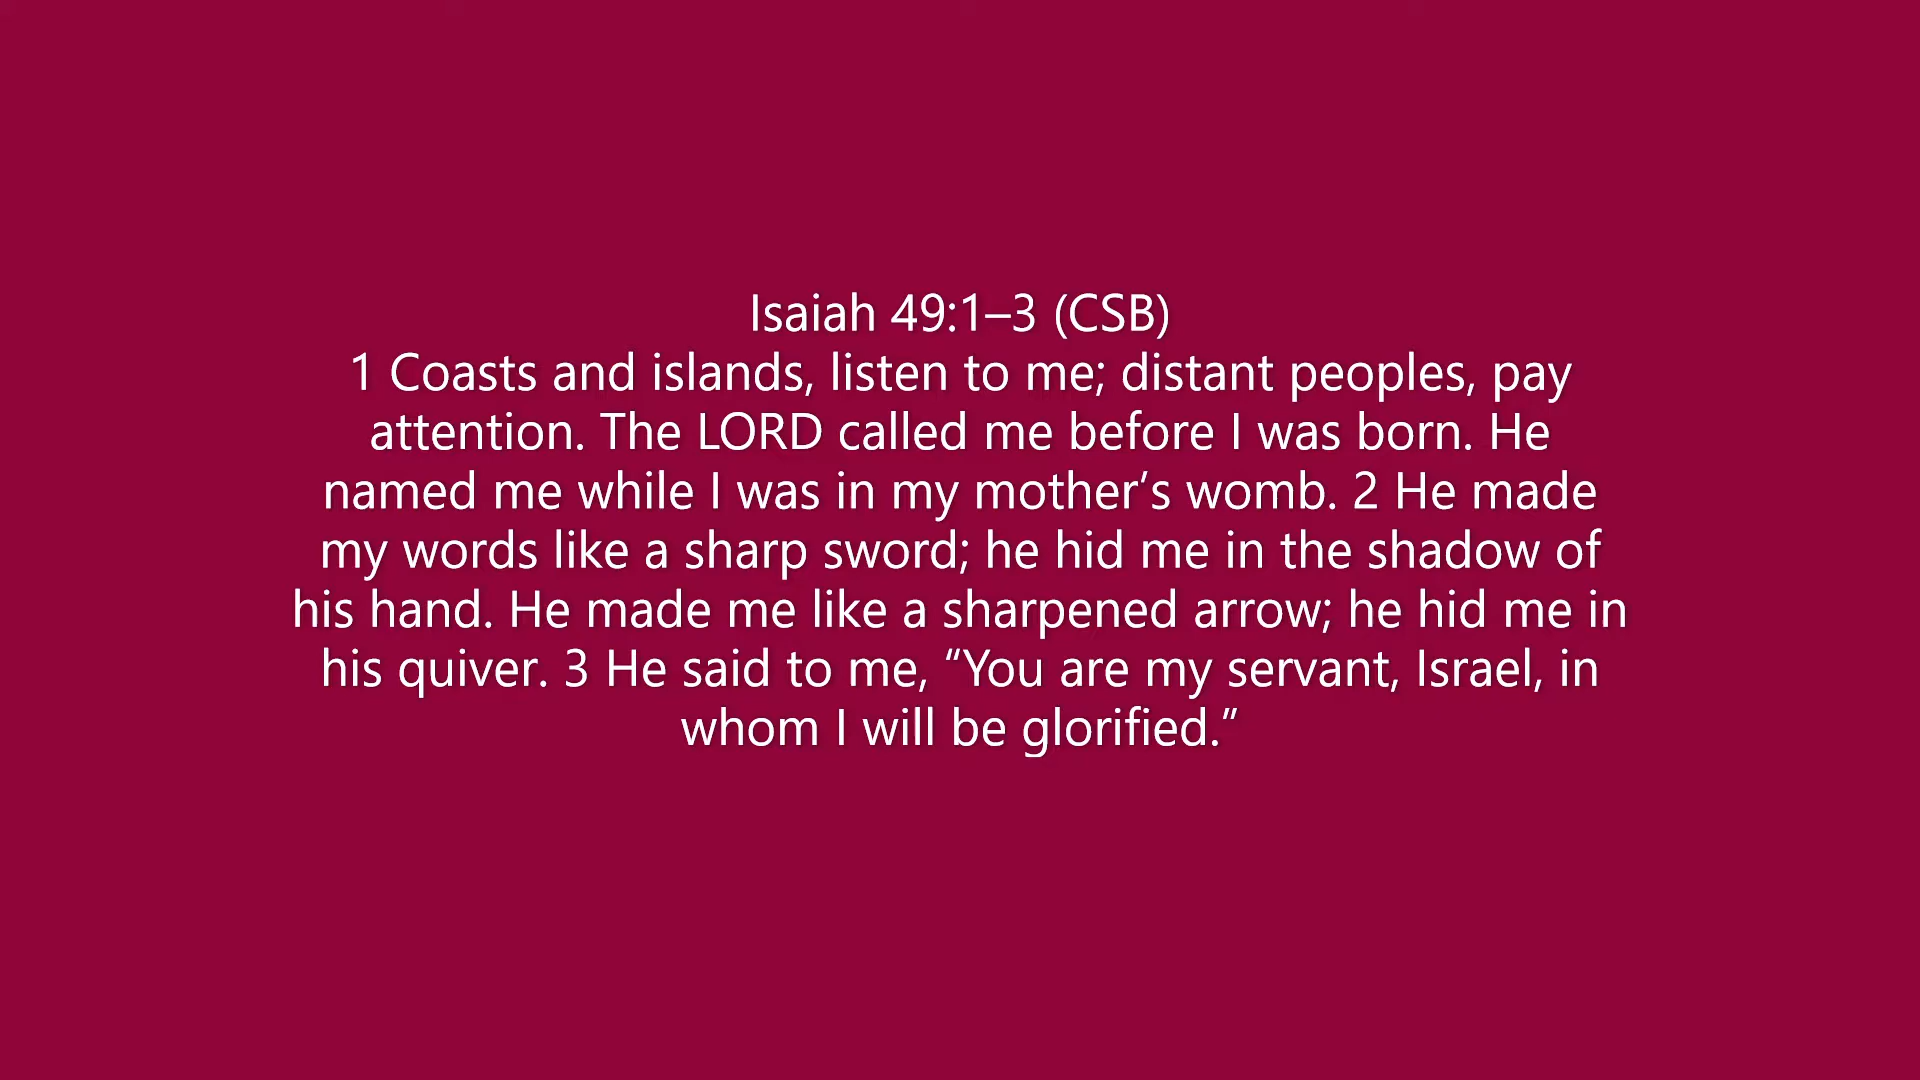 Isaiah 49:1–3 (CSB)
1 Coasts and islands, listen to me; distant peoples, pay
attention. The LORD called me before I was born. He
named me while I was in my mother’s womb. 2 He made
my words like a sharp sword; he hid me in the shadow of
his hand. He made me like a sharpened arrow; he hid me in
his quiver. 3 He said to me, “You are my servant, Israel, in
whom I will be glorified.”